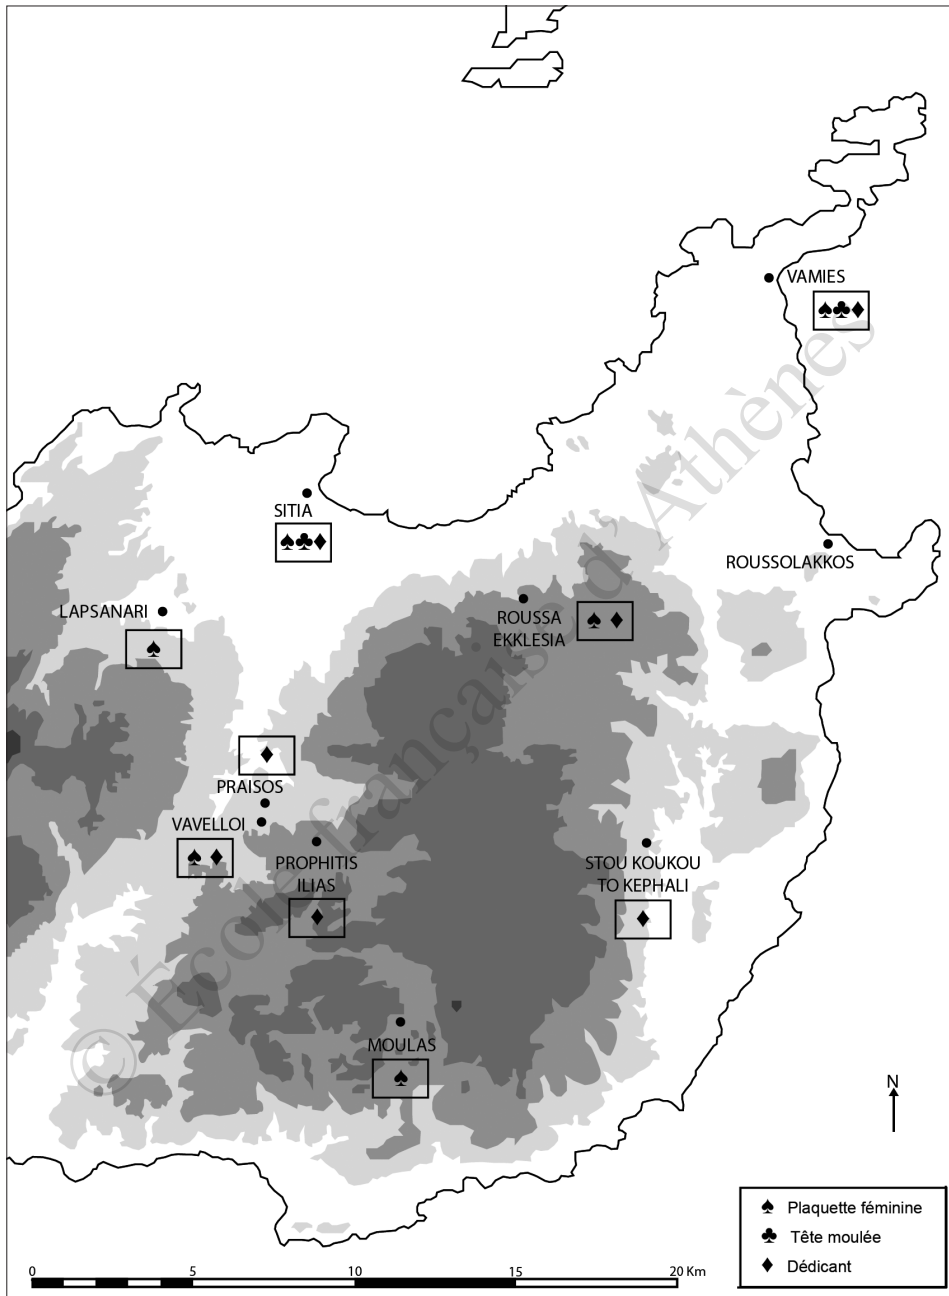 VAMIES
SITIA
ROUSSOLAKKOS
LAPSANARI
ROUSSA
EKKLESIA
PRAISOS
VAVELLOI
PROPHITIS
ILIAS
STOU KOUKOU
TO KEPHALI
MOULAS
N
Plaquette féminine
Tête moulée
Dédicant
0 5 10 15 20 Km
© École française d'Athènes